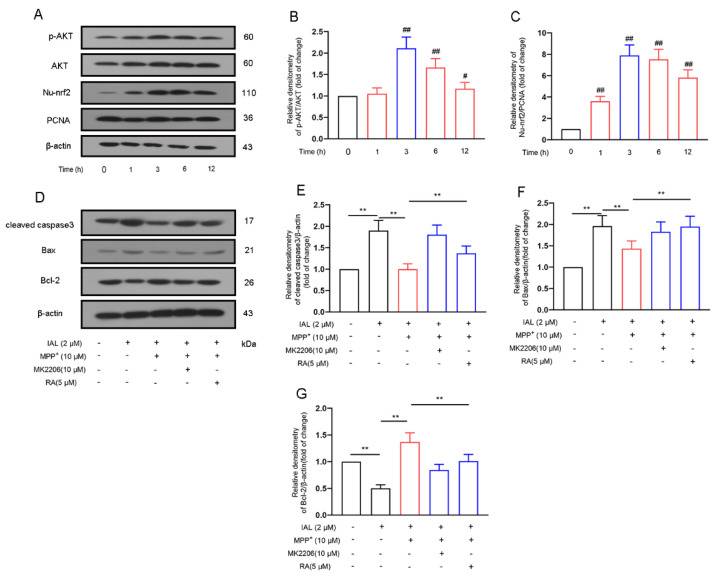 A
p-AKT 60
AKT 60
Nu-nrf2 110
PCNA 36
β-actin 43
Time (h) 0 1 3 6 12
B
Relative densitometry
of p-AKT/AKT (fold of change)
2.5
2.0
1.5
1.0
0.5
0.0
## ## #
Time (h) 0 1 3 6 12
C
Relative densitometry of
Nu-nrf2/PCNA (fold of change)
10
8
6
4
2
0
## ## ## ##
Time (h) 0 1 3 6 12
D
cleaved caspase3 17
Bax 21
Bcl-2 26
β-actin 43
kDa
IAL (2 μM) - + + + +
MPP+ (10 μM) - - + + +
MK2206(10 μM) - - - + -
RA(5 μM) - - - - +
E
Relative densitometry
of cleaved caspase3/β-actin
(fold of change)
2.5
2.0
1.5
1.0
0.5
0.0
** ** **
IAL (2 μM) - + + + +
MPP+ (10 μM) - - + + +
MK2206(10 μM) - - - + -
RA(5 μM) - - - - +
F
Relative densitometry
of Bax/β-actin(fold of change)
2.5
2.0
1.5
1.0
0.5
0.0
** ** **
IAL (2 μM) - + + + +
MPP+ (10 μM) - - + + +
MK2206(10 μM) - - - + -
RA(5 μM) - - - - +
G
Relative densitometry
of Bcl-2/β-actin(fold of change)
2.0
1.5
1.0
0.5
0.0
** ** **
IAL (2 μM) - + + + +
MPP+ (10 μM) - - + + +
MK2206(10 μM) - - - + -
RA(5 μM) - - - - +